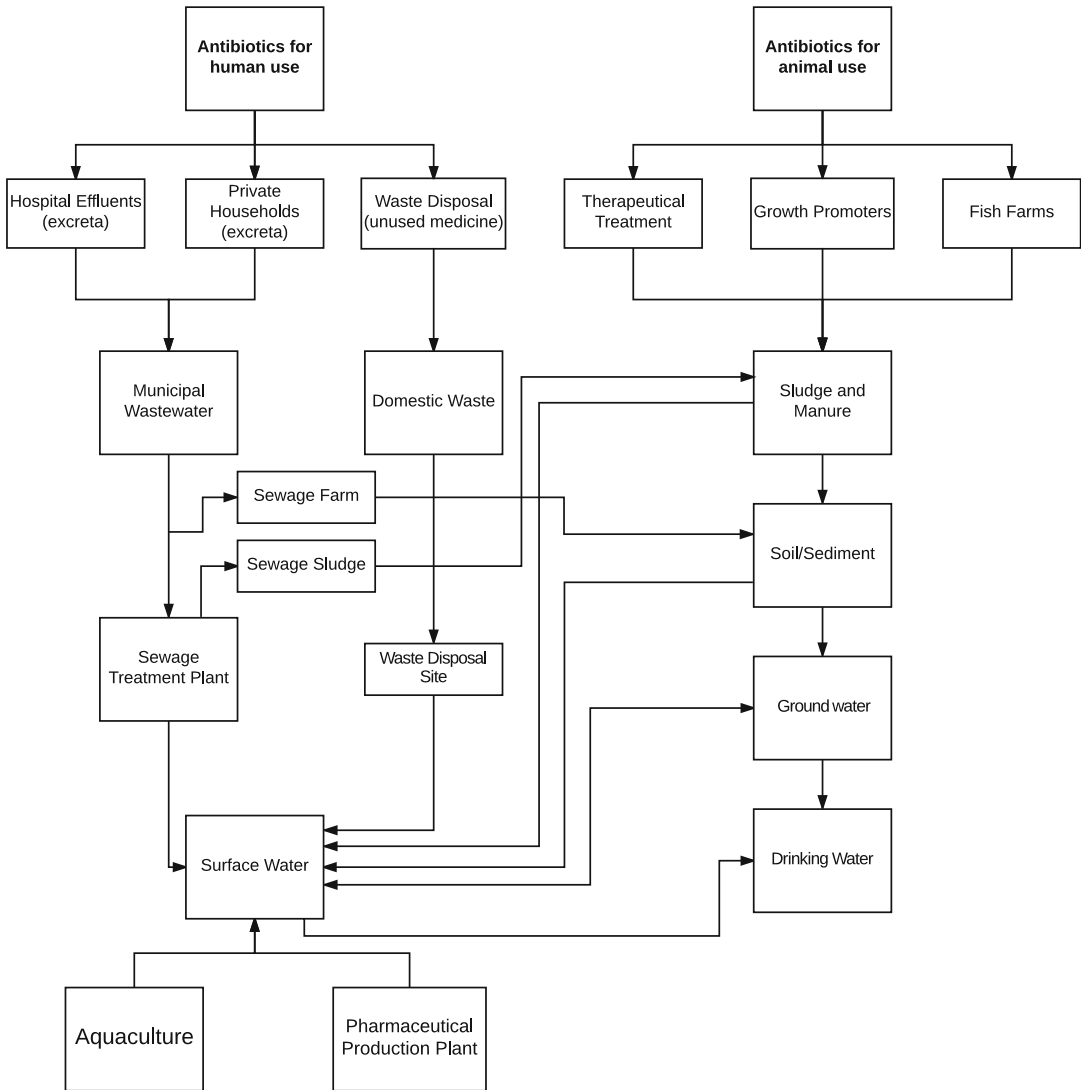 Antibiotics for
human use
Antibiotics for
animal use
Hospital Effluents
(excreta)
Private
Households
(excreta)
Waste Disposal
(unused medicine)
Therapeutical
Treatment
Growth Promoters
Fish Farms
Municipal
Wastewater
Domestic Waste
Sludge and
Manure
Sewage Farm
Sewage Sludge
Soil/Sediment
Sewage
Treatment Plant
Waste Disposal
Site
Ground water
Surface Water
Drinking Water
Aquaculture
Pharmaceutical
Production Plant